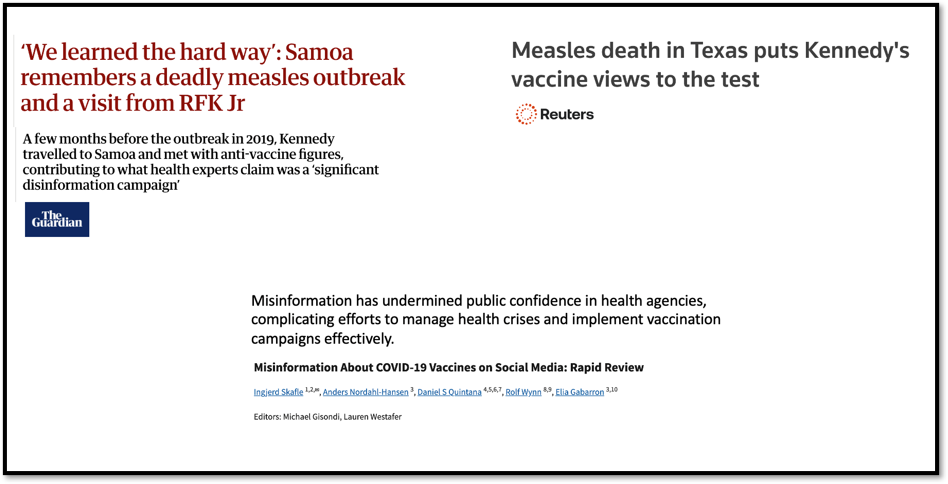 ‘We learned the hard way’: Samoa
remembers a deadly measles outbreak
and a visit from RFK Jr
A few months before the outbreak in 2019, Kennedy
travelled to Samoa and met with anti-vaccine figures,
contributing to what health experts claim was a ‘significant
disinformation campaign’
The
Guardian
Measles death in Texas puts Kennedy's
vaccine views to the test
Reuters
Misinformation has undermined public confidence in health agencies,
complicating efforts to manage health crises and implement vaccination
campaigns effectively.
Misinformation About COVID-19 Vaccines on Social Media: Rapid Review
Ingjerd Skafle 1,2,✉, Anders Nordahl-Hansen 3, Daniel S Quintana 4,5,6,7, Rolf Wynn 8,9, Elia Gabarron 3,10
Editors: Michael Gisondi, Lauren Westafer